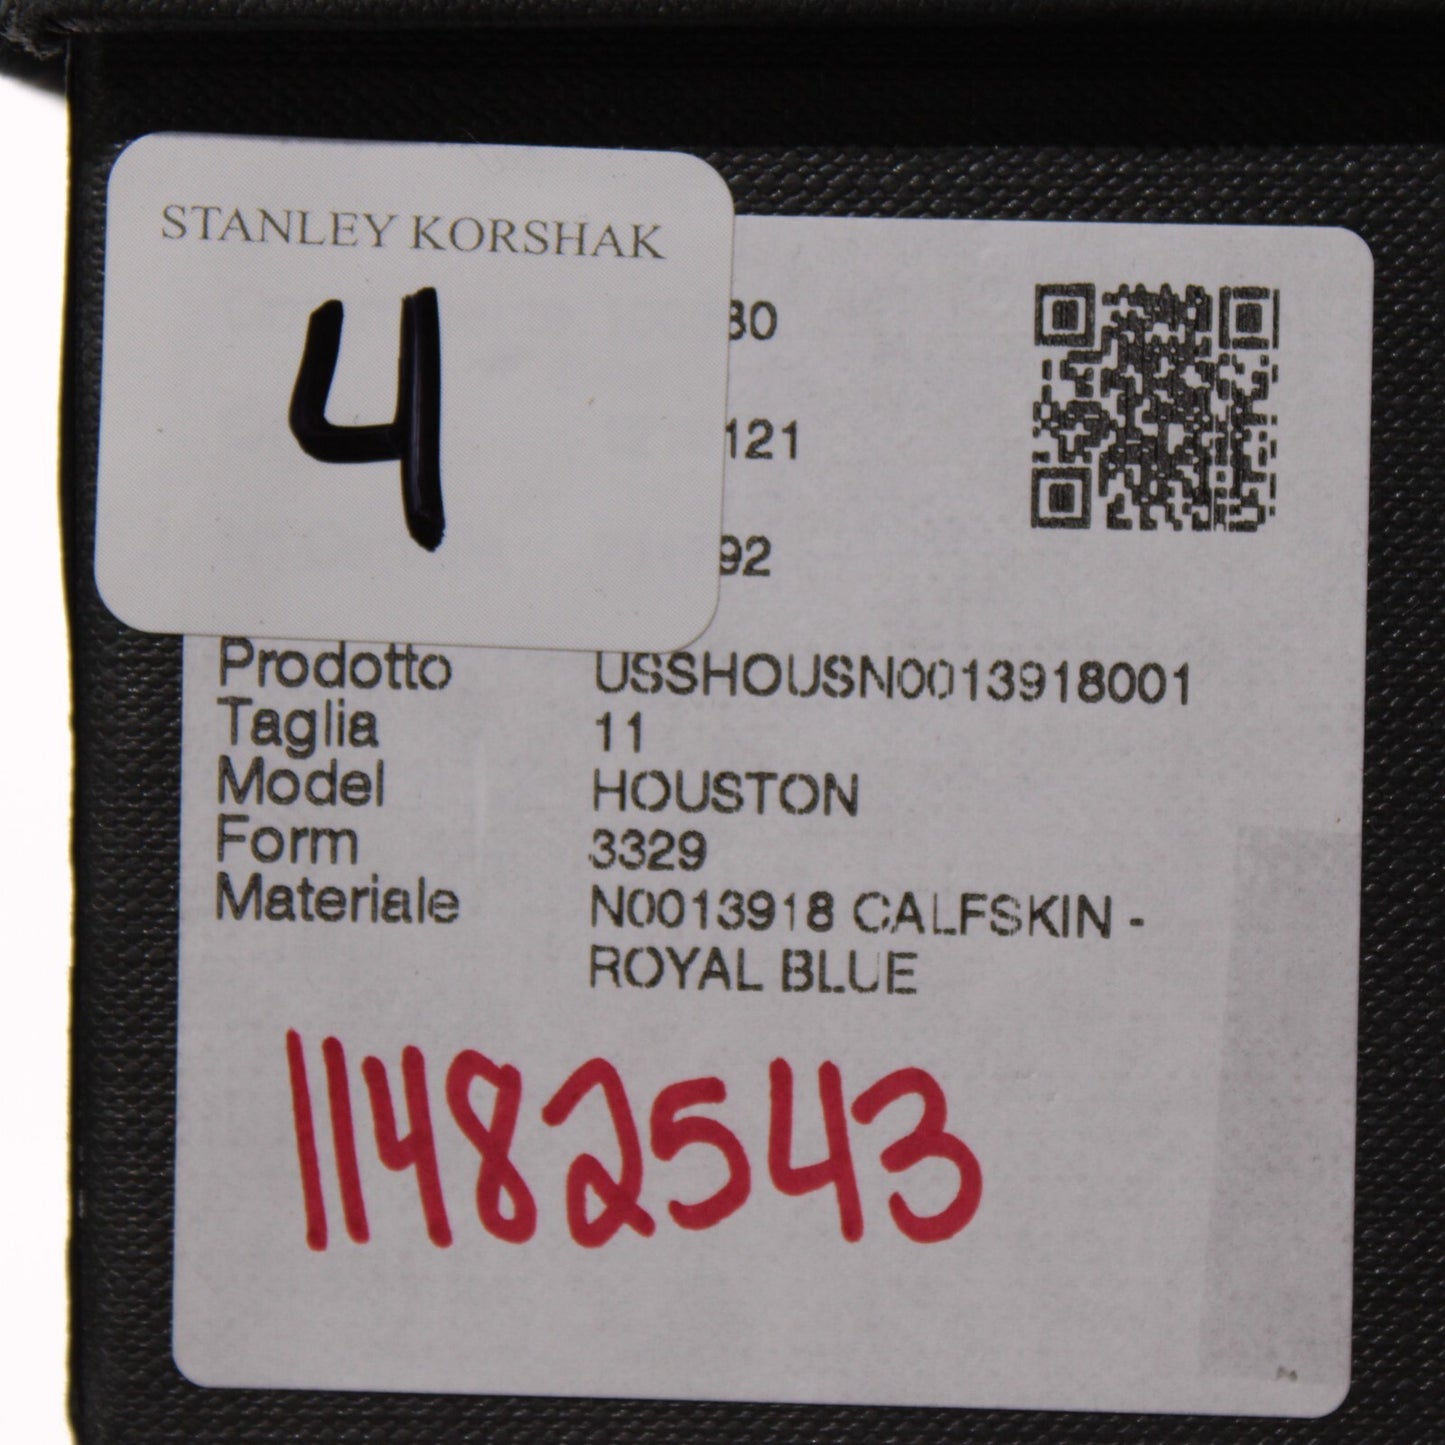 STANLEY KORSHAK
4
30
121
92
Prodotto USSHOUSN0013918001
Taglia 11
Model HOUSTON
Form 3329
Materiale N0013918 CALFSKIN -
ROYAL BLUE
11482543